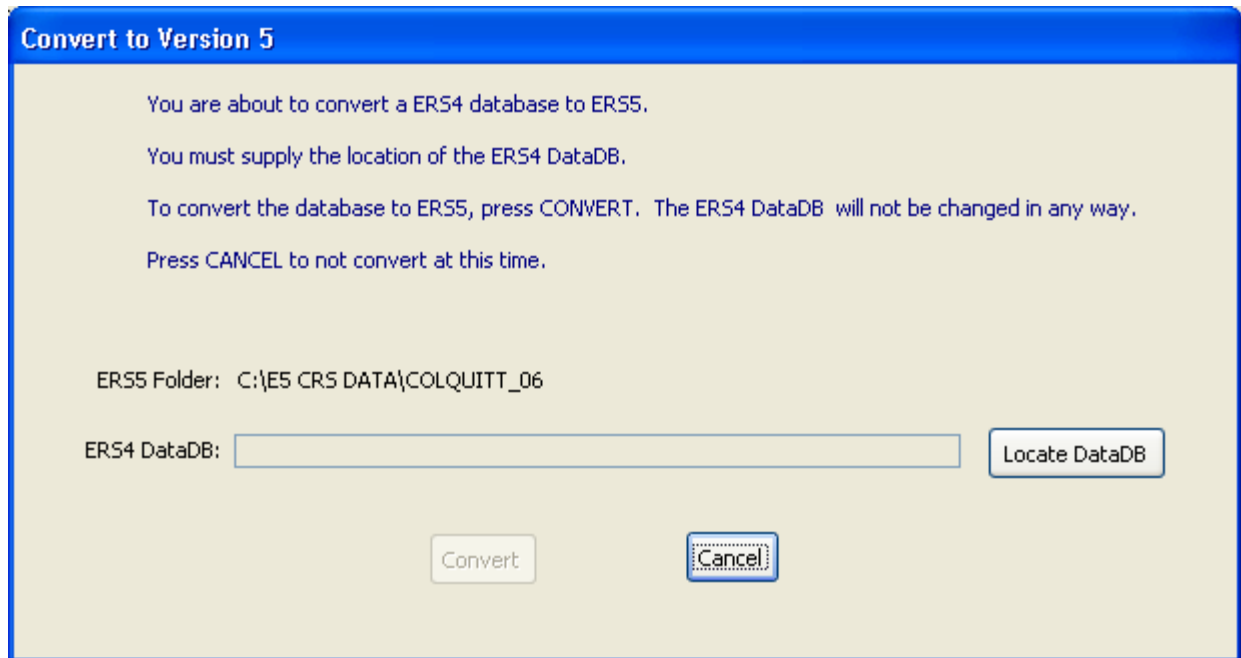 Convert to Version 5
You are about to convert a ERS4 database to ERS5.
You must supply the location of the ERS4 DataDB.
To convert the database to ERS5, press CONVERT.  The ERS4 DataDB  will not be changed in any way.
Press CANCEL to not convert at this time.
ERS5 Folder: C:\E5 CRS DATA\COLQUITT_06
ERS4 DataDB: Locate DataDB
Convert Cancel